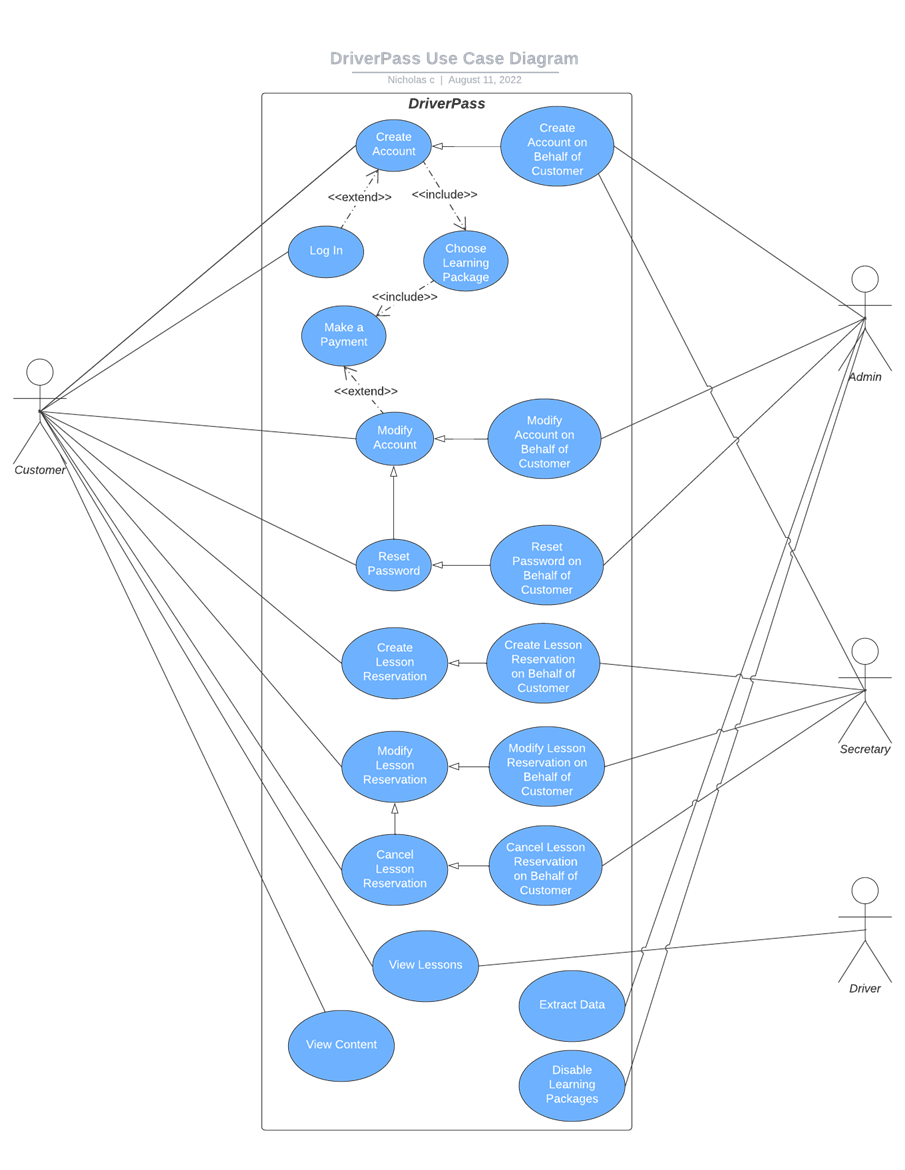 DriverPass Use Case Diagram
Nicholas c | August 11, 2022
DriverPass
Create
Account
Create
Account on
Behalf of
Customer
<<extend>>
<<include>>
Log In
Choose
Learning
Package
<<include>>
Make a
Payment
<<extend>>
Modify
Account
Modify
Account on
Behalf of
Customer
Customer
Admin
Reset
Password
Reset
Password on
Behalf of
Customer
Create
Lesson
Reservation
Create Lesson
Reservation
on Behalf of
Customer
Modify
Lesson
Reservation
Modify Lesson
Reservation on
Behalf of
Customer
Secretary
Cancel
Lesson
Reservation
Cancel Lesson
Reservation
on Behalf of
Customer
View Lessons
Driver
Extract Data
View Content
Disable
Learning
Packages